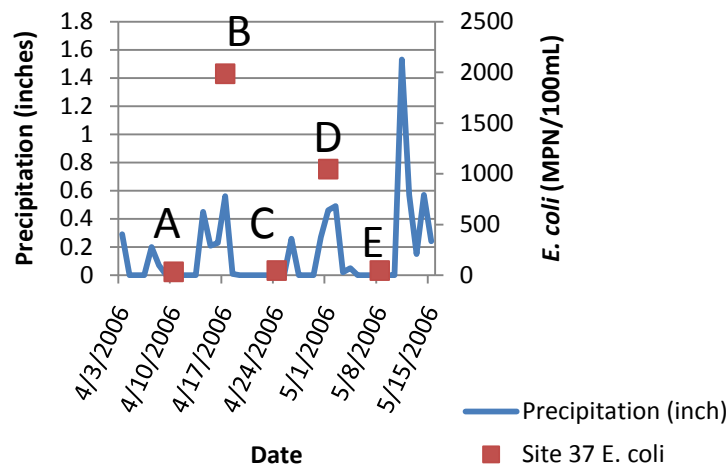 Precipitation (inches)
1.8
1.6
1.4
1.2
1
0.8
0.6
0.4
0.2
0
2500
2000
1500
1000
500
0
E. coli (MPN/100mL)
A
B
C
D
E
4/3/2006
4/10/2006
4/17/2006
4/24/2006
5/1/2006
5/8/2006
5/15/2006
Date
Precipitation (inch)
Site 37 E. coli